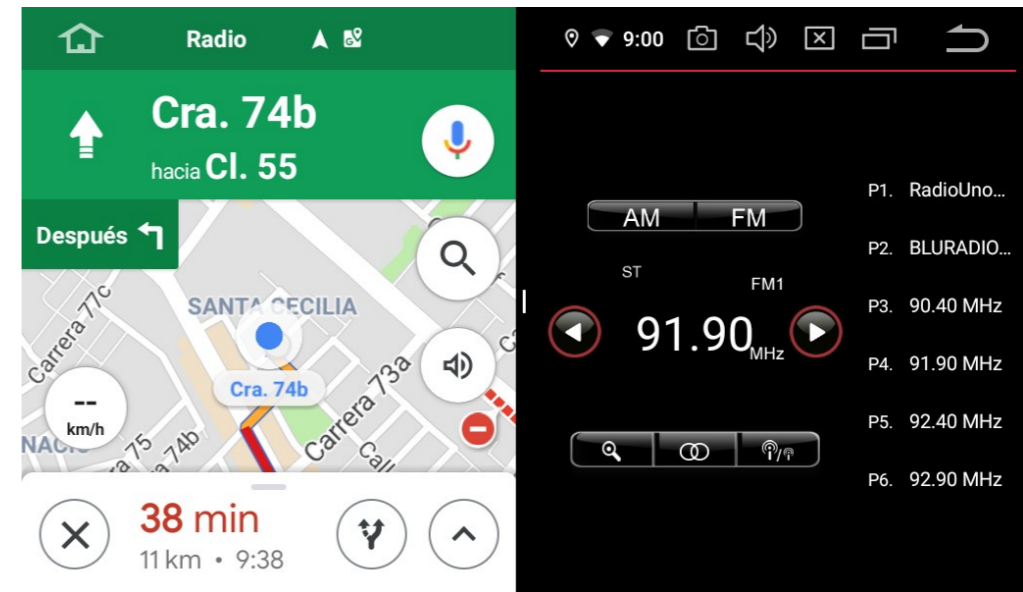 Radio
9:00
Cra. 74b
hacia Cl. 55
Después
SANTA CECILIA
Carrera 77c
Cra. 74b
Carrera 73a
--
km/h
75
74b
38 min
11 km • 9:38
AM FM
ST
FM1
91.90 MHz
P1. RadioUno...
P2. BLURADIO...
P3. 90.40 MHz
P4. 91.90 MHz
P5. 92.40 MHz
P6. 92.90 MHz